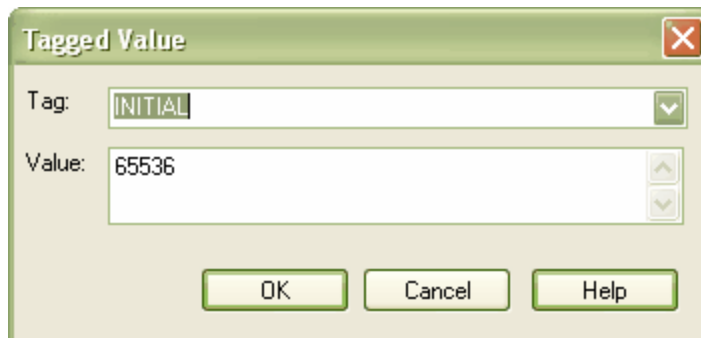 Tagged Value
Tag: INITIAL
Value: 65536
OK Cancel Help